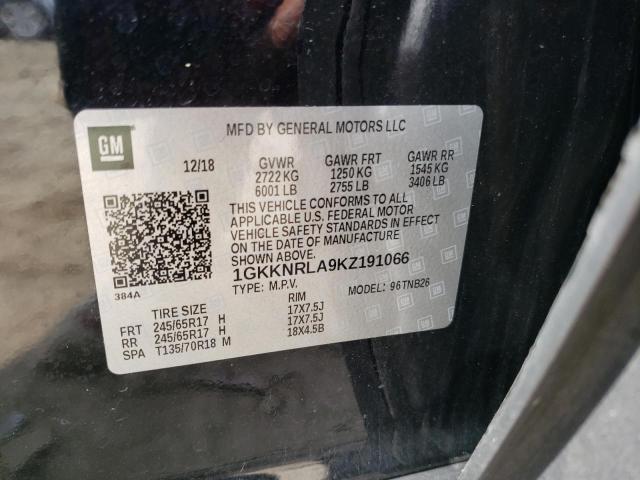 GM
MFD BY GENERAL MOTORS LLC
12/18
GVWR GAWR FRT GAWR RR
2722 KG 1250 KG 1545 KG
6001 LB 2755 LB 3406 LB
THIS VEHICLE CONFORMS TO ALL
APPLICABLE U.S. FEDERAL MOTOR
VEHICLE SAFETY STANDARDS IN EFFECT
ON THE DATE OF MANUFACTURE
SHOWN ABOVE.
1GKKNRLA9KZ191066
384A
TYPE: M.P.V. MODEL: 96TNB26
TIRE SIZE RIM
FRT 245/65R17 H 17X7.5J
RR 245/65R17 H 17X7.5J
SPA T135/70R18 M 18X4.5B